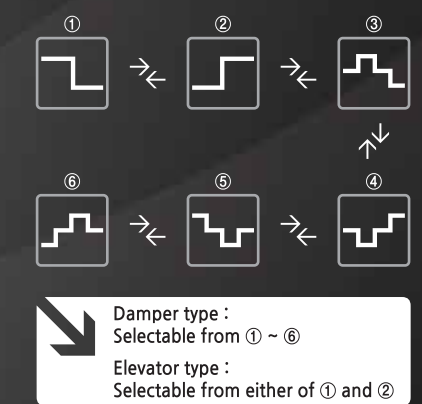 ① ② ③
⑥ ⑤ ④
Damper type :
Selectable from ① ~ ⑥
Elevator type :
Selectable from either of ① and ②